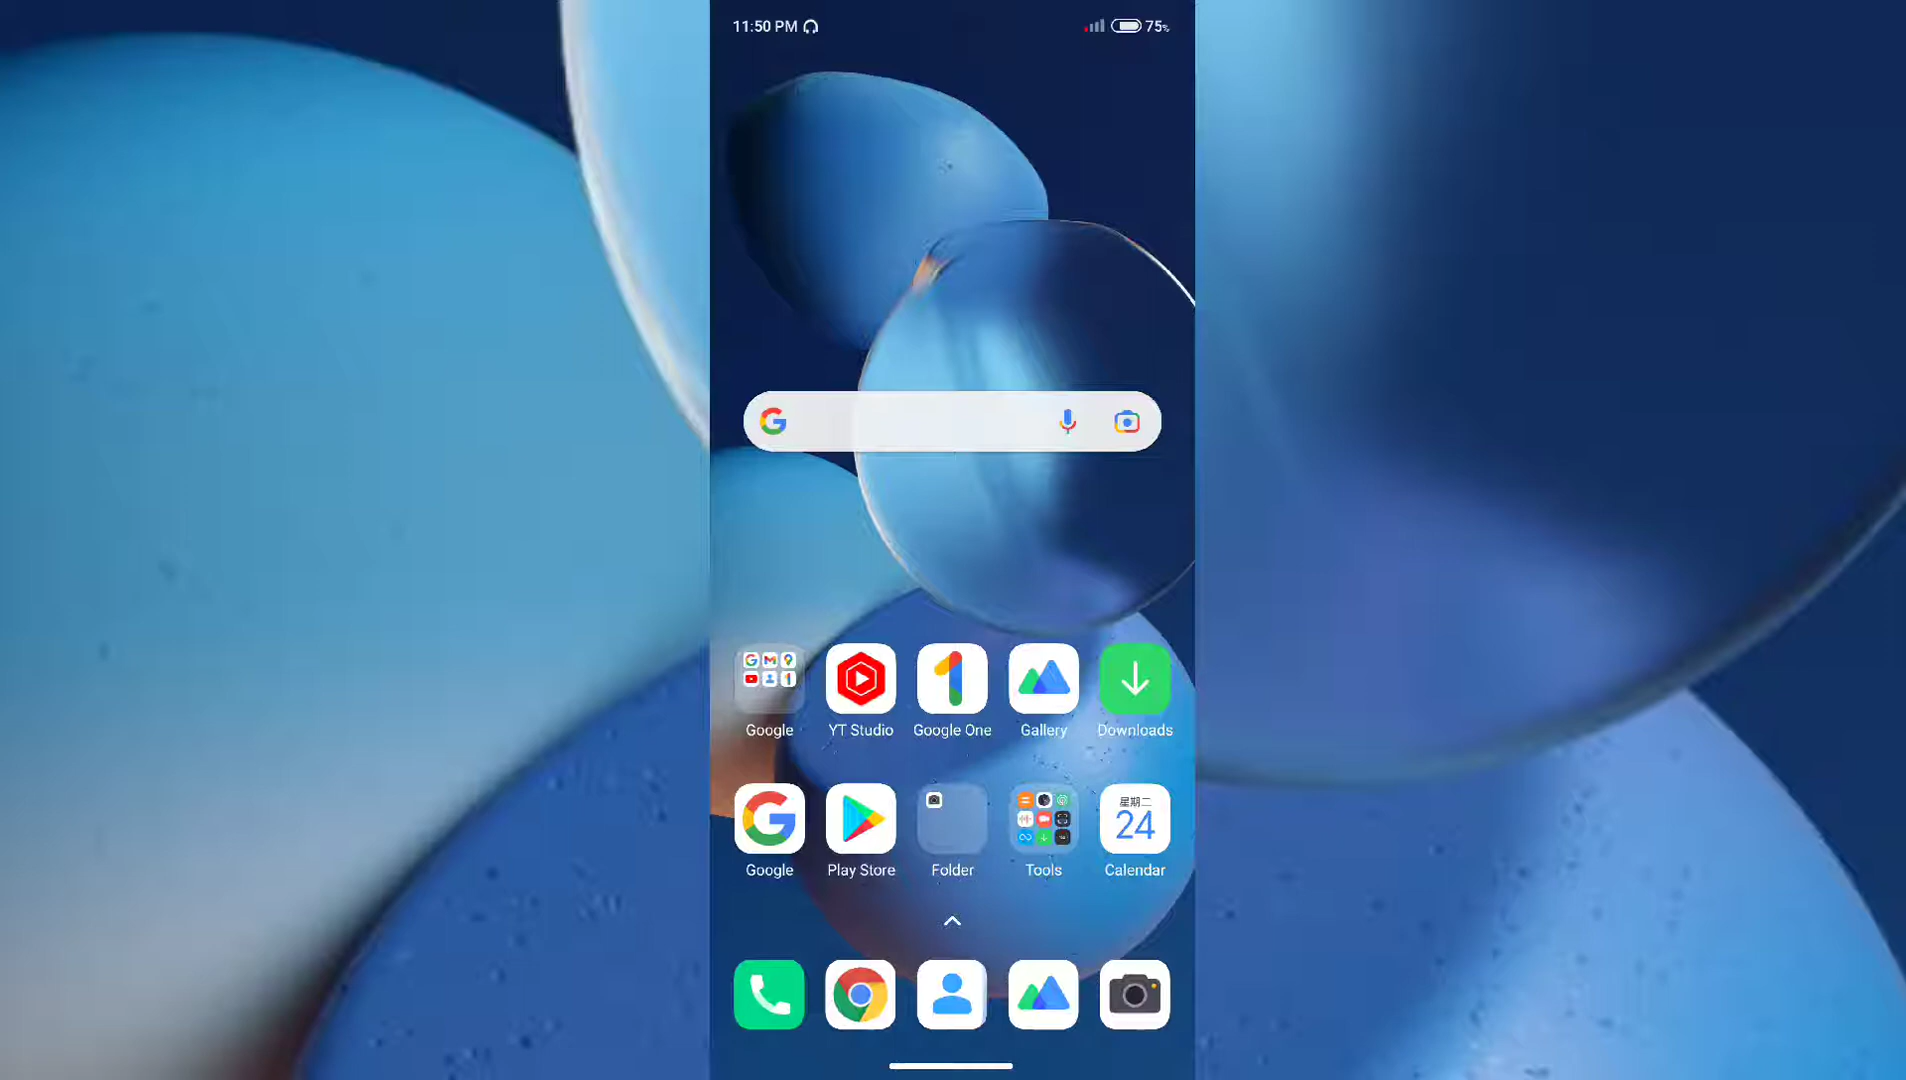 11:50 PM
75%
Google
YT Studio
Google One
Gallery
Downloads
星期二
24
Google
Play Store
Folder
Tools
Calendar